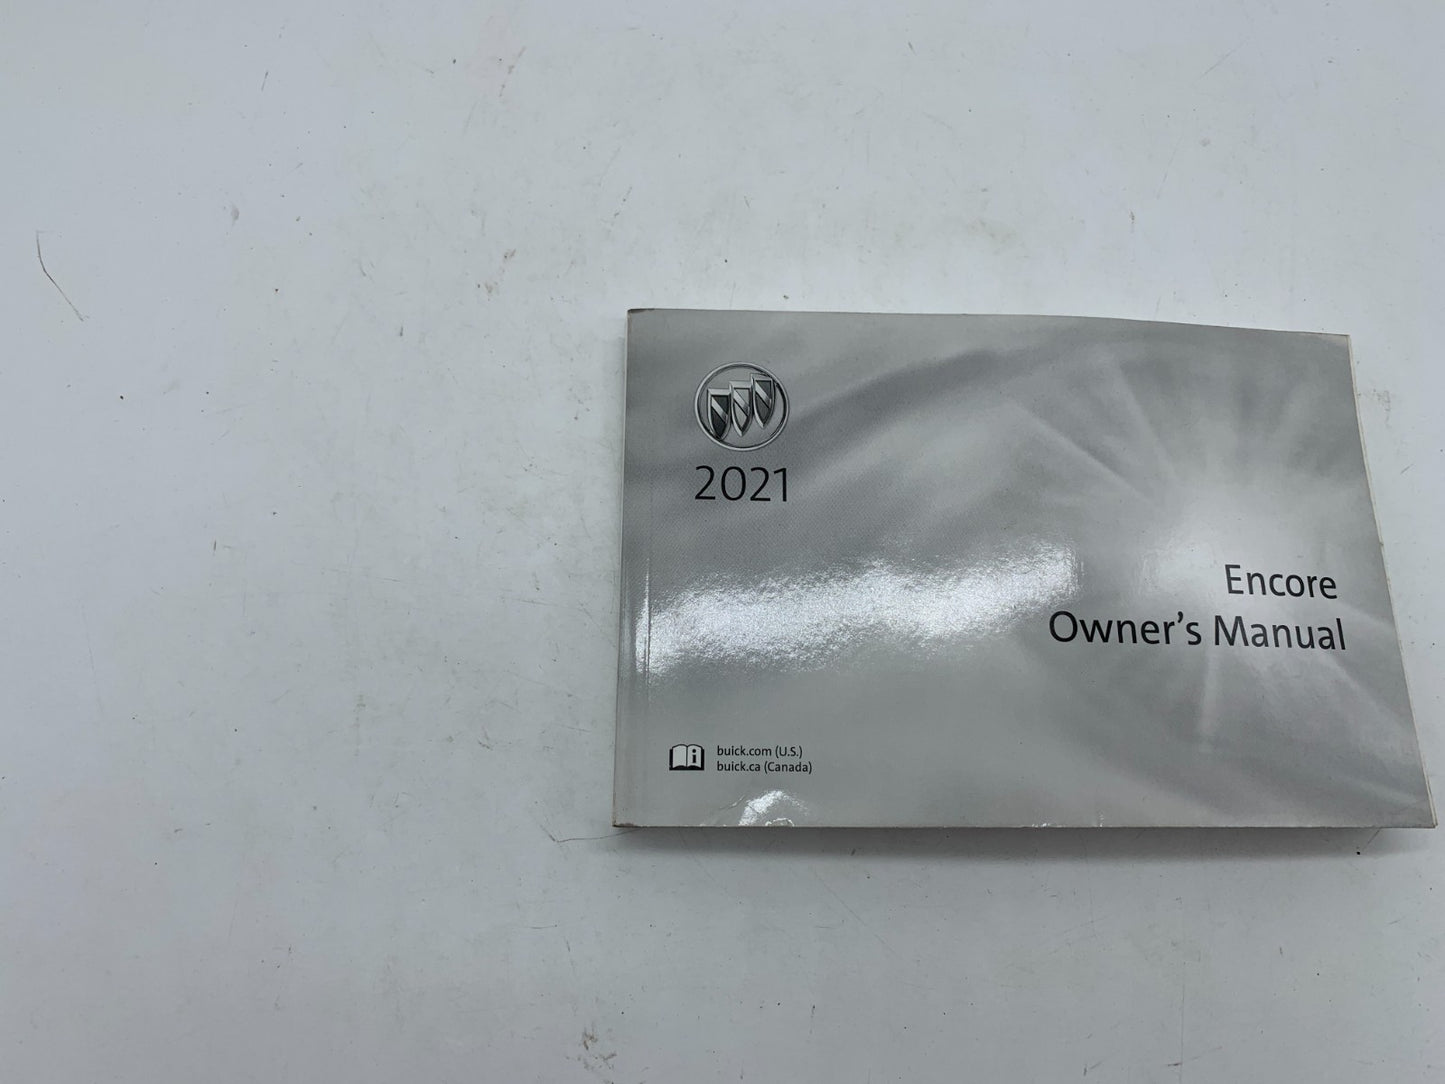 2021
Encore
Owner's Manual
buick.com (U.S.)
buick.ca (Canada)